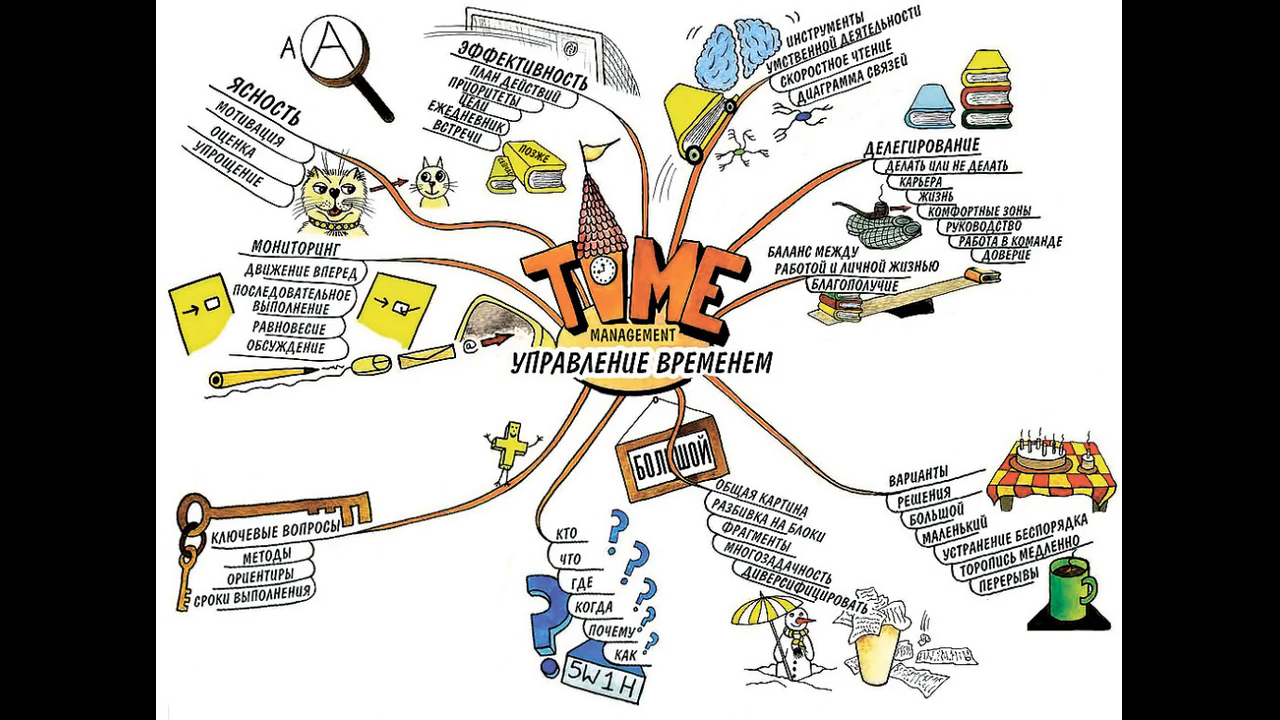 А А
ЯСНОСТЬ
МОТИВАЦИЯ
ОЦЕНКА
УПРОЩЕНИЕ
ЭФФЕКТИВНОСТЬ
ПЛАН ДЕЙСТВИЙ
ПРИОРИТЕТЫ
ЦЕЛИ
ЕЖЕДНЕВНИК
ВСТРЕЧИ
ПОЗЖЕ
ИНСТРУМЕНТЫ
УМСТВЕННОЙ ДЕЯТЕЛЬНОСТИ
СКОРОСТНОЕ ЧТЕНИЕ
ДИАГРАММА СВЯЗЕЙ
ДЕЛЕГИРОВАНИЕ
ДЕЛАТЬ ИЛИ НЕ ДЕЛАТЬ
КАРЬЕРА
ЖИЗНЬ
КОМФОРТНЫЕ ЗОНЫ
РУКОВОДСТВО
РАБОТА В КОМАНДЕ
ДОВЕРИЕ
БАЛАНС МЕЖДУ
РАБОТОЙ И ЛИЧНОЙ ЖИЗНЬЮ
БЛАГОПОЛУЧИЕ
МОНИТОРИНГ
ДВИЖЕНИЕ ВПЕРЕД
ПОСЛЕДОВАТЕЛЬНОЕ
ВЫПОЛНЕНИЕ
РАВНОВЕСИЕ
ОБСУЖДЕНИЕ
@
TIME
MANAGEMENT
УПРАВЛЕНИЕ ВРЕМЕНЕМ
КЛЮЧЕВЫЕ ВОПРОСЫ
МЕТОДЫ
ОРИЕНТИРЫ
СРОКИ ВЫПОЛНЕНИЯ
КТО
ЧТО
ГДЕ
КОГДА
ПОЧЕМУ
КАК
? ? ? ? ? ?
5W1H
БОЛЬШОЙ
ОБЩАЯ КАРТИНА
РАЗБИВКА НА БЛОКИ
ФРАГМЕНТЫ
МНОГОЗАДАЧНОСТЬ
ДИВЕРСИФИЦИРОВАТЬ
ВАРИАНТЫ
РЕШЕНИЯ
БОЛЬШОЙ
МАЛЕНЬКИЙ
УСТРАНЕНИЕ БЕСПОРЯДКА
ТОРОПИСЬ МЕДЛЕННО
ПЕРЕРЫВЫ